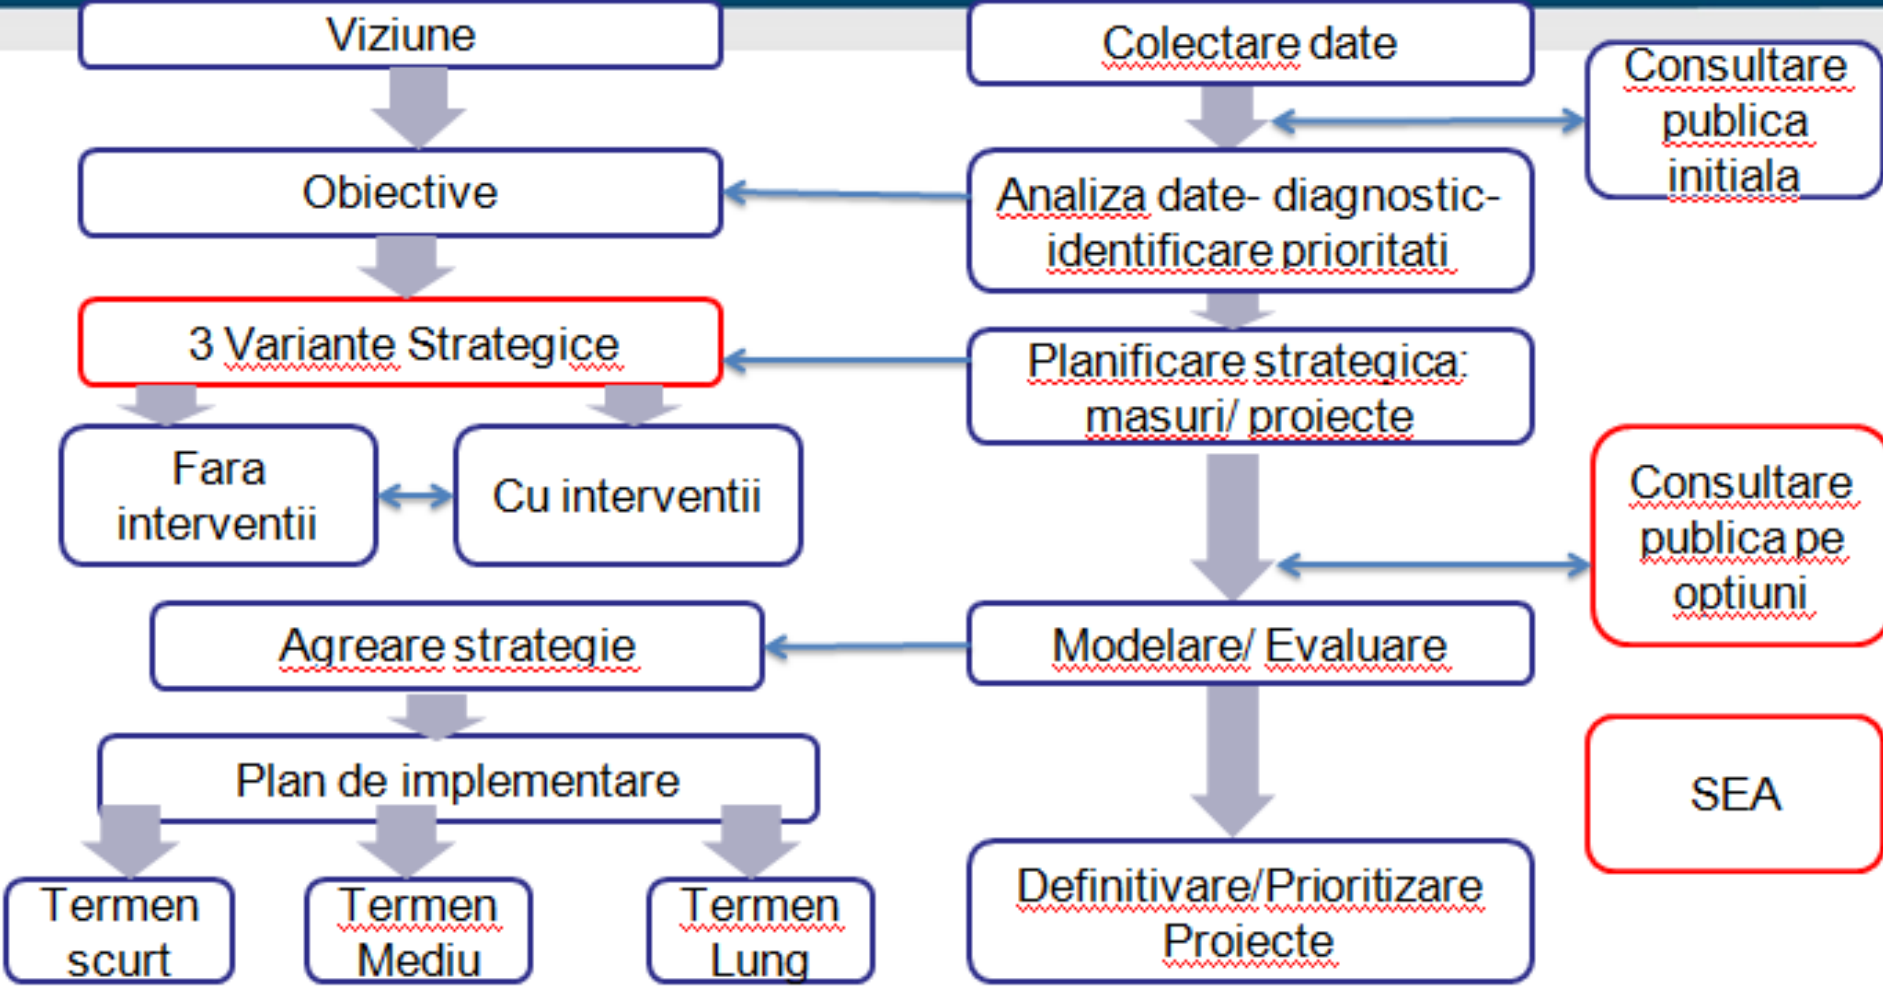 Viziune
Colectare date
Consultare
publica
initiala
Obiective
Analiza date- diagnostic-
identificare prioritati
3 Variante Strategice
Planificare strategica:
masuri/ proiecte
Fara
interventii
Cu interventii
Consultare
publica pe
optiuni
Agreare strategie
Modelare/ Evaluare
Plan de implementare
SEA
Termen
scurt
Termen
Mediu
Termen
Lung
Definitivare/Prioritizare
Proiecte